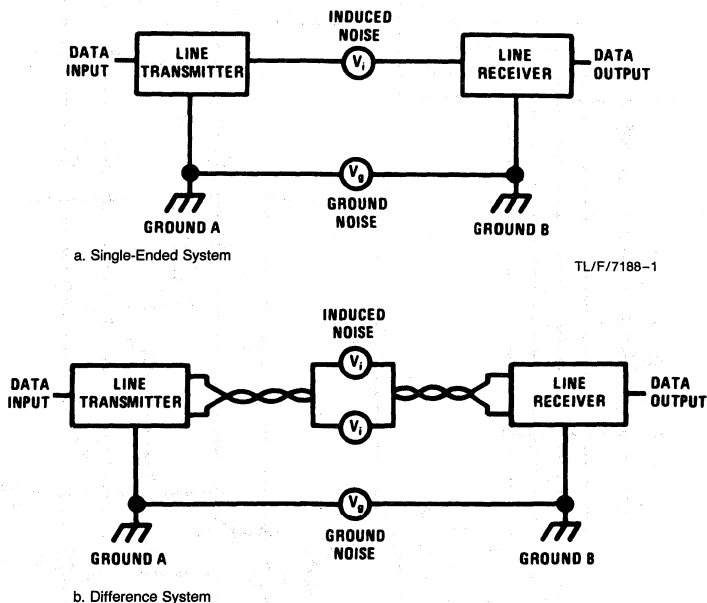 INDUCED
NOISE
DATA
INPUT
LINE
TRANSMITTER
Vi
LINE
RECEIVER
DATA
OUTPUT
Vg
GROUND
NOISE
GROUND A
GROUND B
a. Single-Ended System
TL/F/7188–1
INDUCED
NOISE
DATA
INPUT
LINE
TRANSMITTER
Vi
Vi
LINE
RECEIVER
DATA
OUTPUT
Vg
GROUND
NOISE
GROUND A
GROUND B
b. Difference System